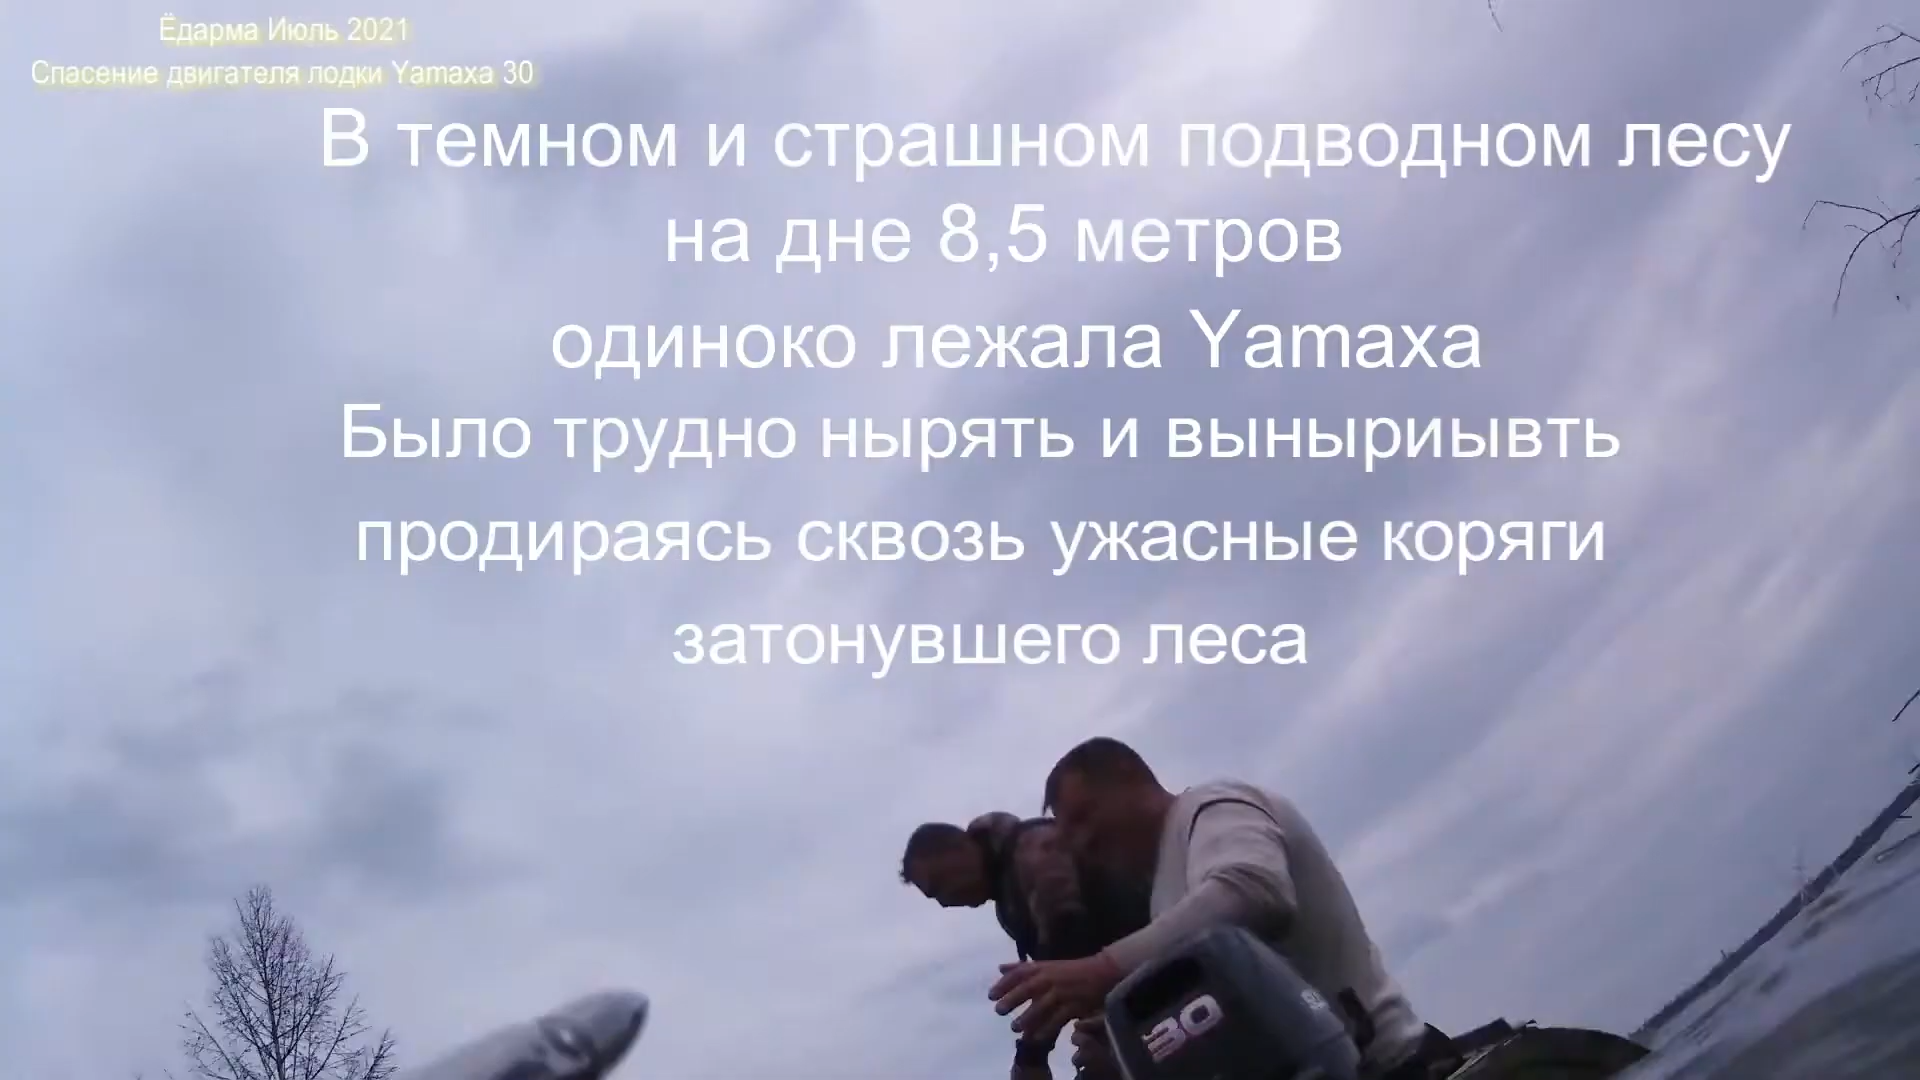 Ёдарма Июль 2021
Спасение двигателя лодки Yamaxa 30
В темном и страшном подводном лесу
на дне 8,5 метров
одиноко лежала Yamaxa
Было трудно нырять и выныриывть
продираясь сквозь ужасные коряги
затонувшего леса
30